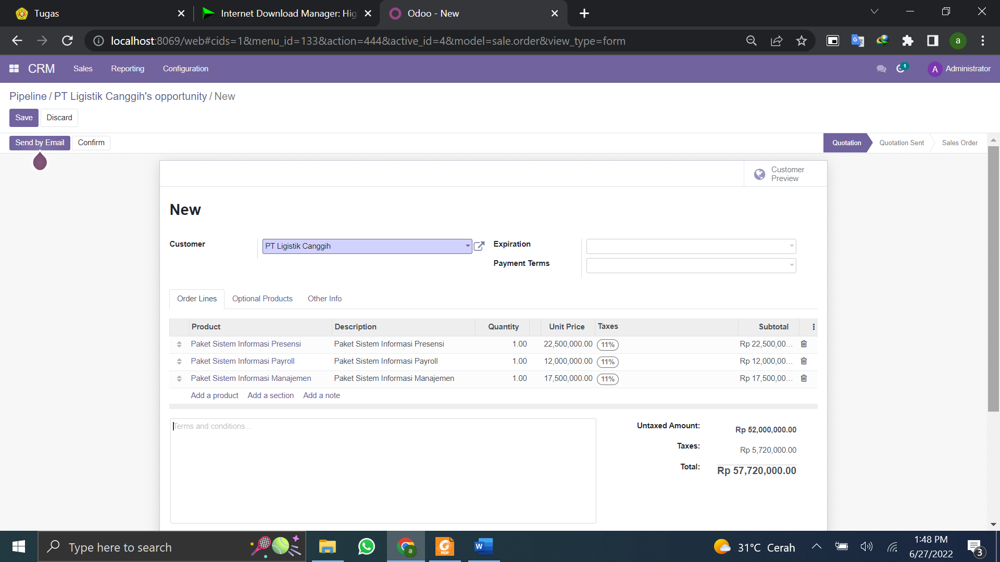 Tugas
Internet Download Manager: Hig
Odoo - New
localhost:8069/web#cids=1&menu_id=133&action=444&active_id=4&model=sale.order&view_type=form
a
CRM Sales Reporting Configuration
1
A Administrator
Pipeline / PT Ligistik Canggih's opportunity / New
Save Discard
Send by Email Confirm
Quotation Quotation Sent Sales Order
Customer
Preview
New
Customer PT Ligistik Canggih
Expiration
Payment Terms
Order Lines Optional Products Other Info
Product Description Quantity Unit Price Taxes Subtotal
Paket Sistem Informasi Presensi Paket Sistem Informasi Presensi 1.00 22,500,000.00 11% Rp 22,500,00...
Paket Sistem Informasi Payroll Paket Sistem Informasi Payroll 1.00 12,000,000.00 11% Rp 12,000,00...
Paket Sistem Informasi Manajemen Paket Sistem Informasi Manajemen 1.00 17,500,000.00 11% Rp 17,500,00...
Add a product Add a section Add a note
Terms and conditions...
Untaxed Amount: Rp 52,000,000.00
Taxes: Rp 5,720,000.00
Total: Rp 57,720,000.00
Type here to search
a
PDF
W
31°C Cerah
1:48 PM
6/27/2022
3